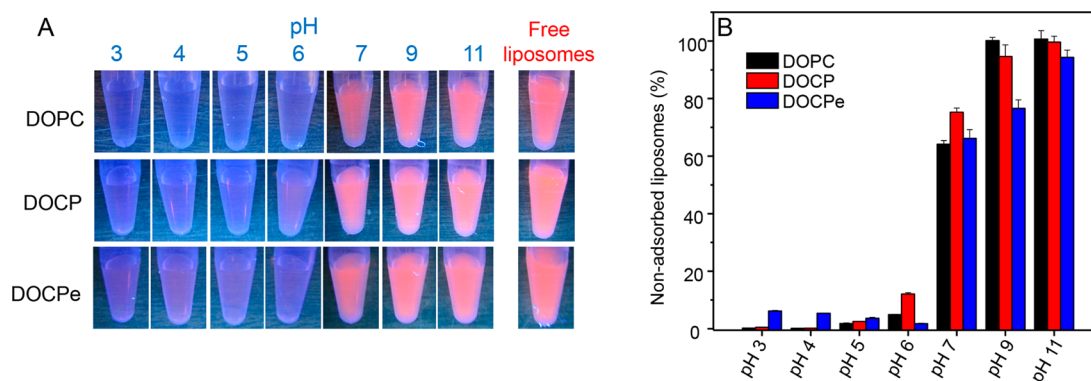 A
pH
3 4 5 6 7 9 11
Free
liposomes
DOPC
DOCP
DOCPe
B
Non-adsorbed liposomes (%)
100
80
60
40
20
0
DOPC
DOCP
DOCPe
pH 3
pH 4
pH 5
pH 6
pH 7
pH 9
pH 11